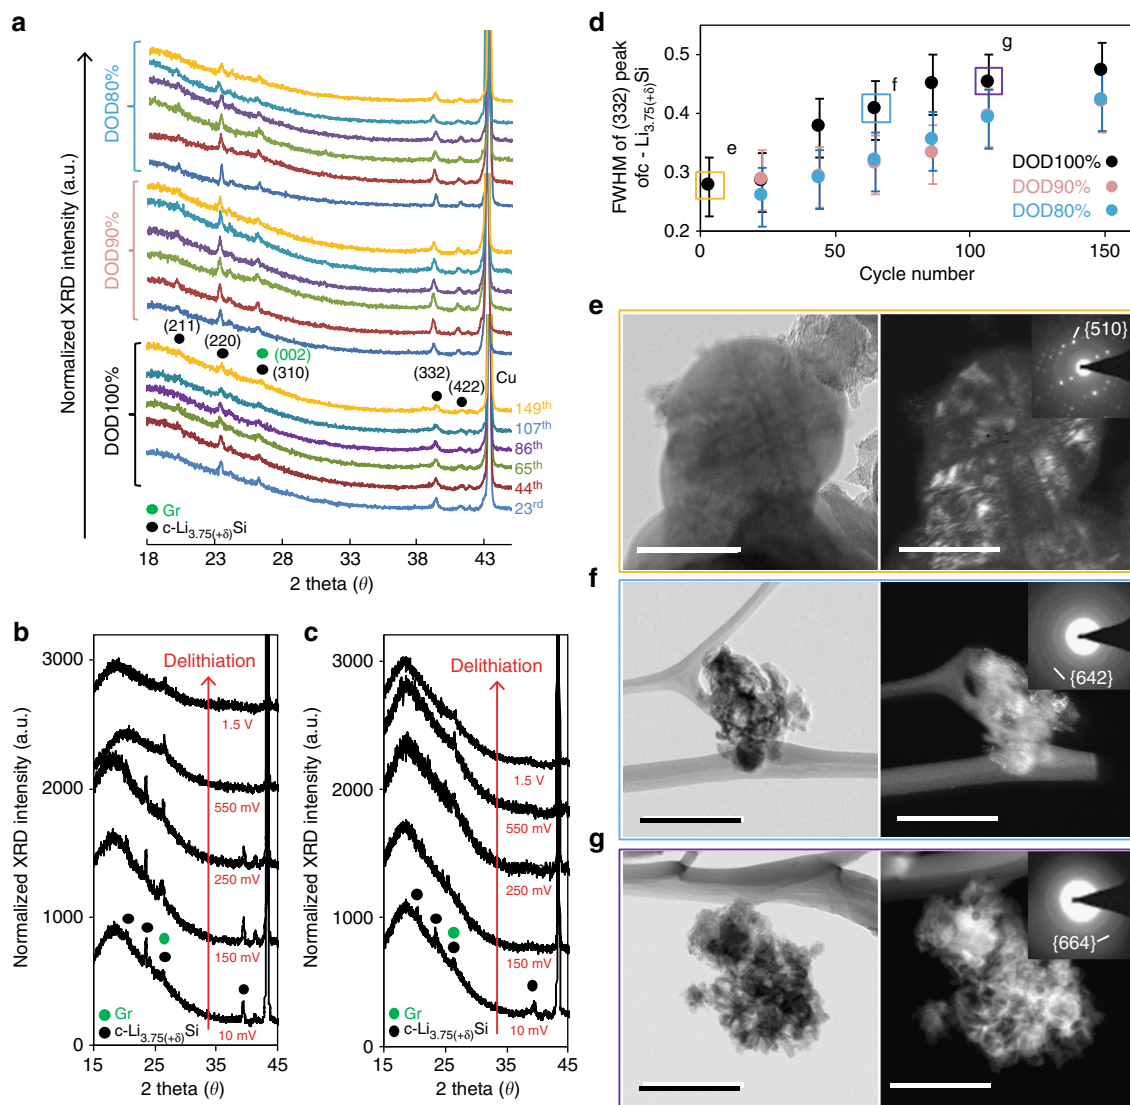 a
Normalized XRD intensity (a.u.)
DOD80%
DOD90%
DOD100%
(211)
(220)
(002)
(310)
(332)
(422)
Cu
149th
107th
86th
65th
44th
23rd
Gr
c-Li3.75(+δ)Si
18 23 28 33 38 43
2 theta (θ)
b
Normalized XRD intensity (a.u.)
3000
2000
1000
0
Delithiation
1.5 V
550 mV
250 mV
150 mV
10 mV
Gr
c-Li3.75(+δ)Si
15 25 35 45
2 theta (θ)
c
Normalized XRD intensity (a.u.)
3000
2000
1000
0
Delithiation
1.5 V
550 mV
250 mV
150 mV
10 mV
Gr
c-Li3.75(+δ)Si
15 25 35 45
2 theta (θ)
d
FWHM of (332) peak
ofc - Li3.75(+δ)Si
0.5
0.4
0.3
0.2
e
f
g
DOD100%
DOD90%
DOD80%
0 50 100 150
Cycle number
e
{510}
f
{642}
g
{664}